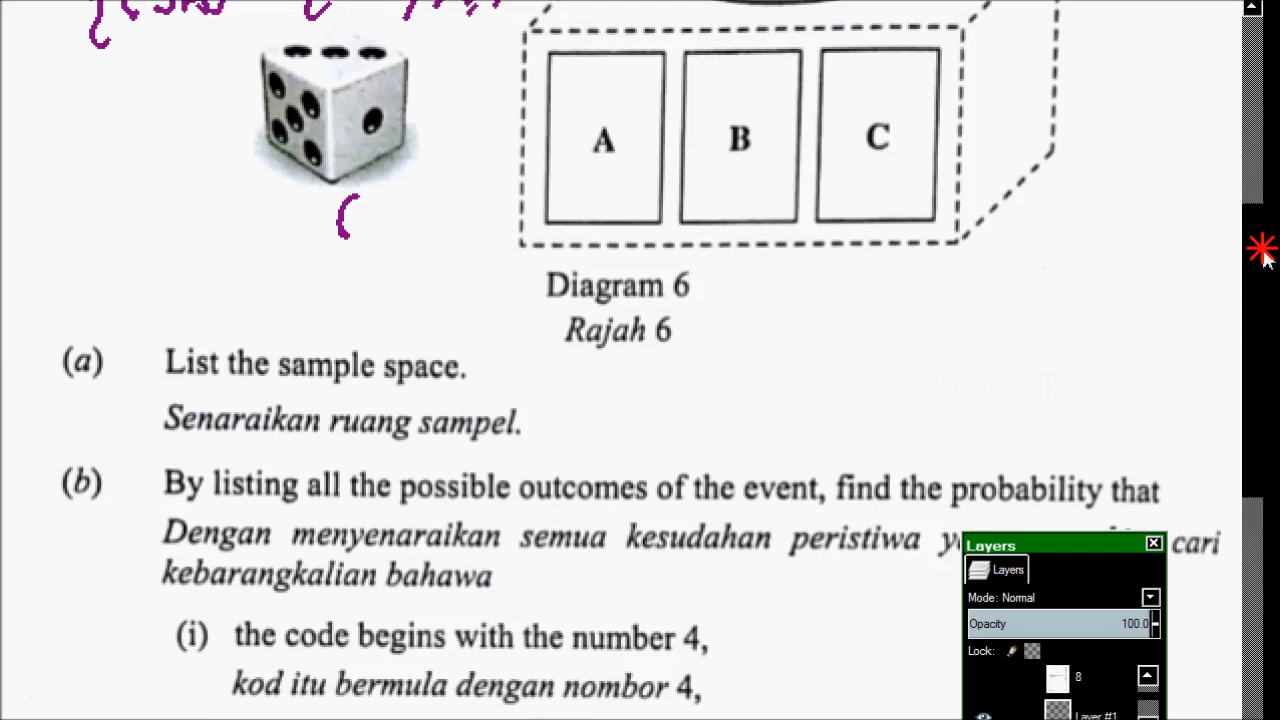 A B C
Diagram 6
Rajah 6
(a) List the sample space.
Senaraikan ruang sampel.
(b) By listing all the possible outcomes of the event, find the probability that
Dengan menyenaraikan semua kesudahan peristiwa cari
kebarangkalian bahawa
(i) the code begins with the number 4,
kod itu bermula dengan nombor 4,
Layers
Layers
Mode: Normal
Opacity 100.0
Lock:
8
Layer #1